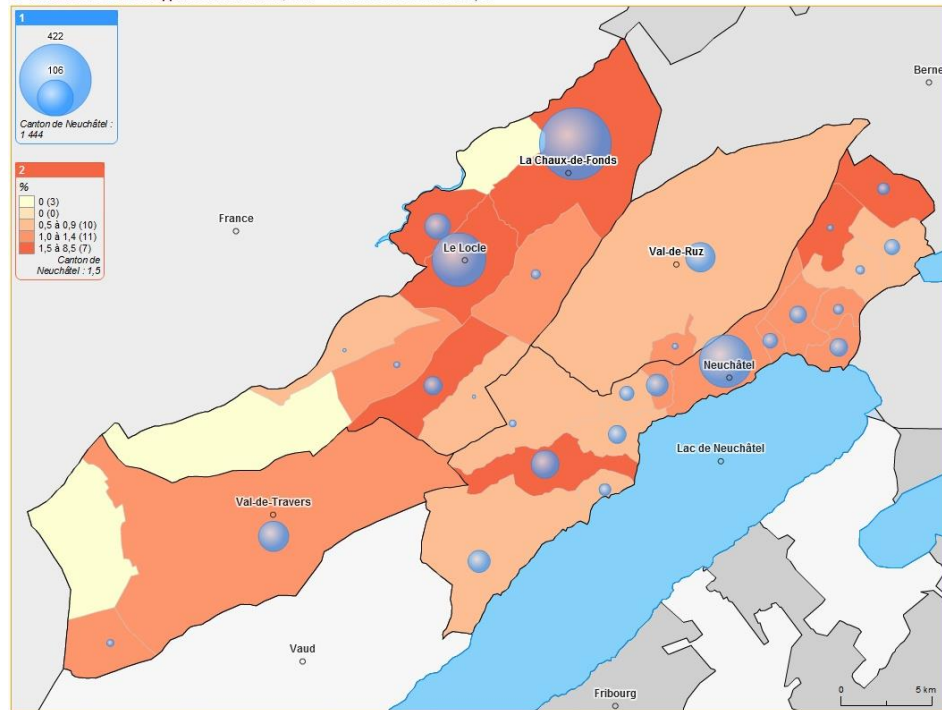 1
422
106
Canton de Neuchâtel :
1 444
2
%
0 (3)
0 (0)
0,5 à 0,9 (10)
1,0 à 1,4 (11)
1,5 à 8,5 (7)
Canton de
Neuchâtel : 1,5
Berne
La Chaux-de-Fonds
France
Le Locle
Val-de-Ruz
Neuchâtel
Lac de Neuchâtel
Val-de-Travers
Vaud
Fribourg
0 5 km